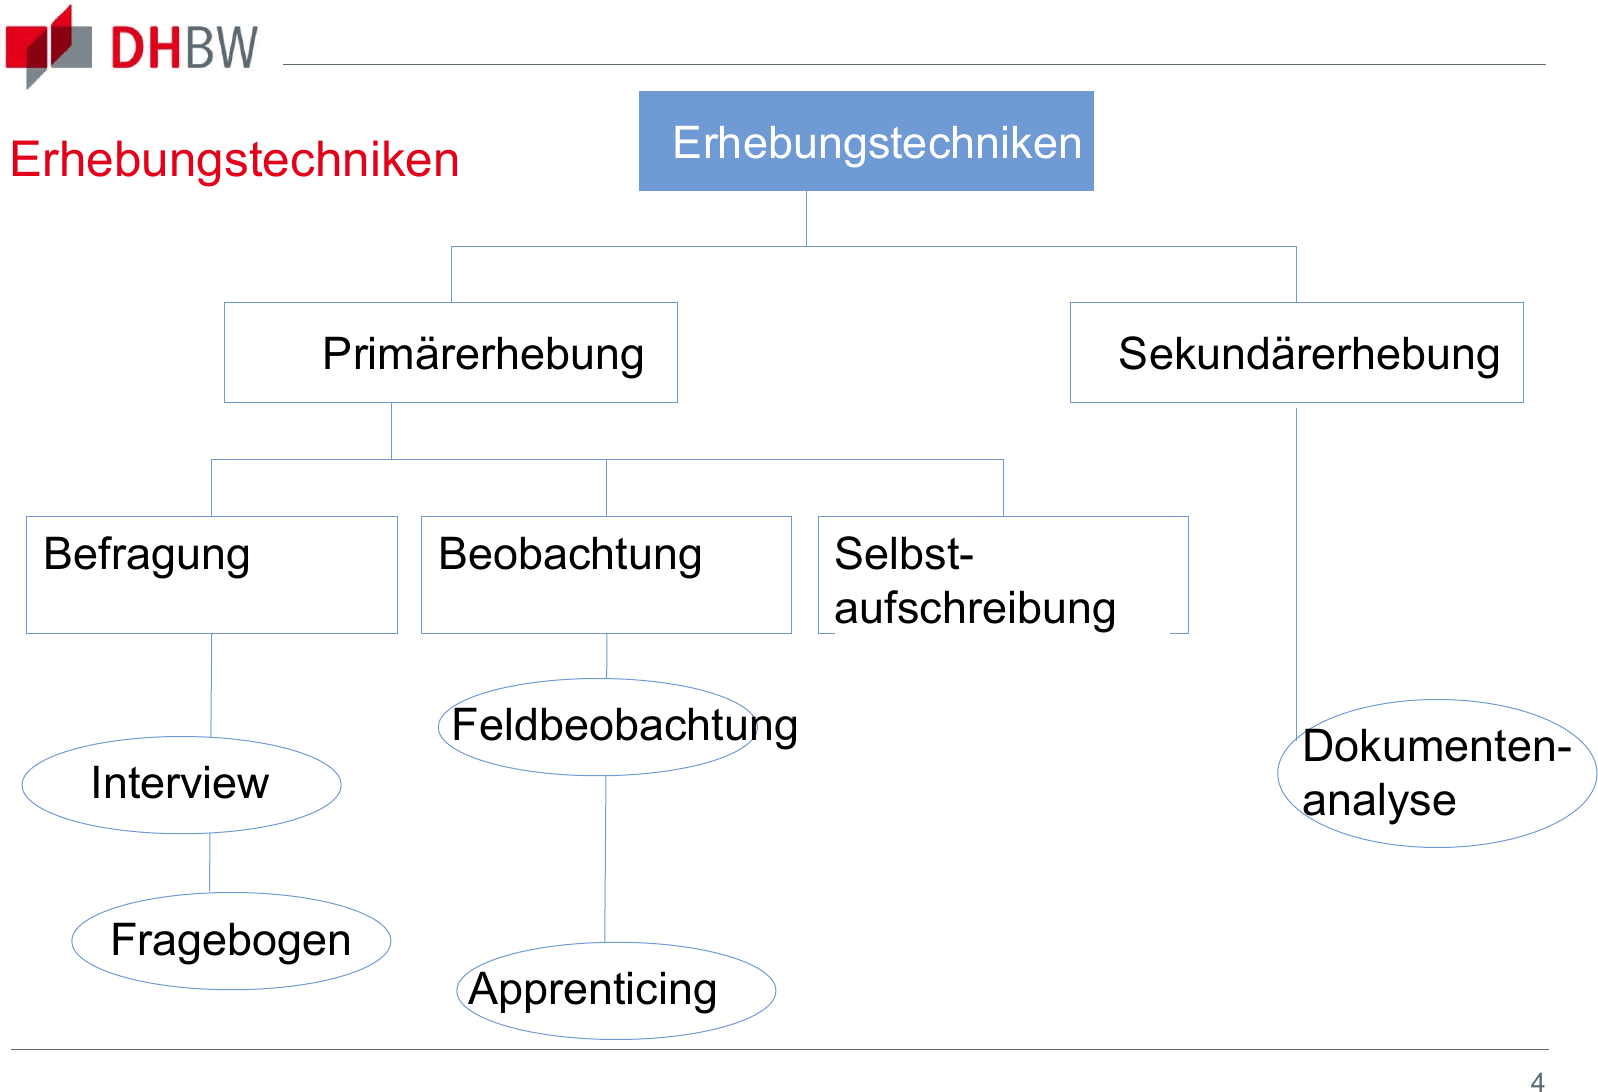 DHBW
Erhebungstechniken
Erhebungstechniken
Primärerhebung
Sekundärerhebung
Befragung
Beobachtung
Selbst-
aufschreibung
Feldbeobachtung
Interview
Dokumenten-
analyse
Fragebogen
Apprenticing
4